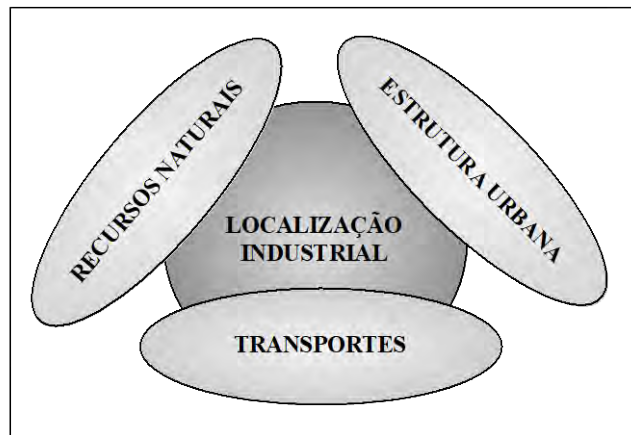 RECURSOS NATURAIS
ESTRUTURA URBANA
LOCALIZAÇÃO
INDUSTRIAL
TRANSPORTES